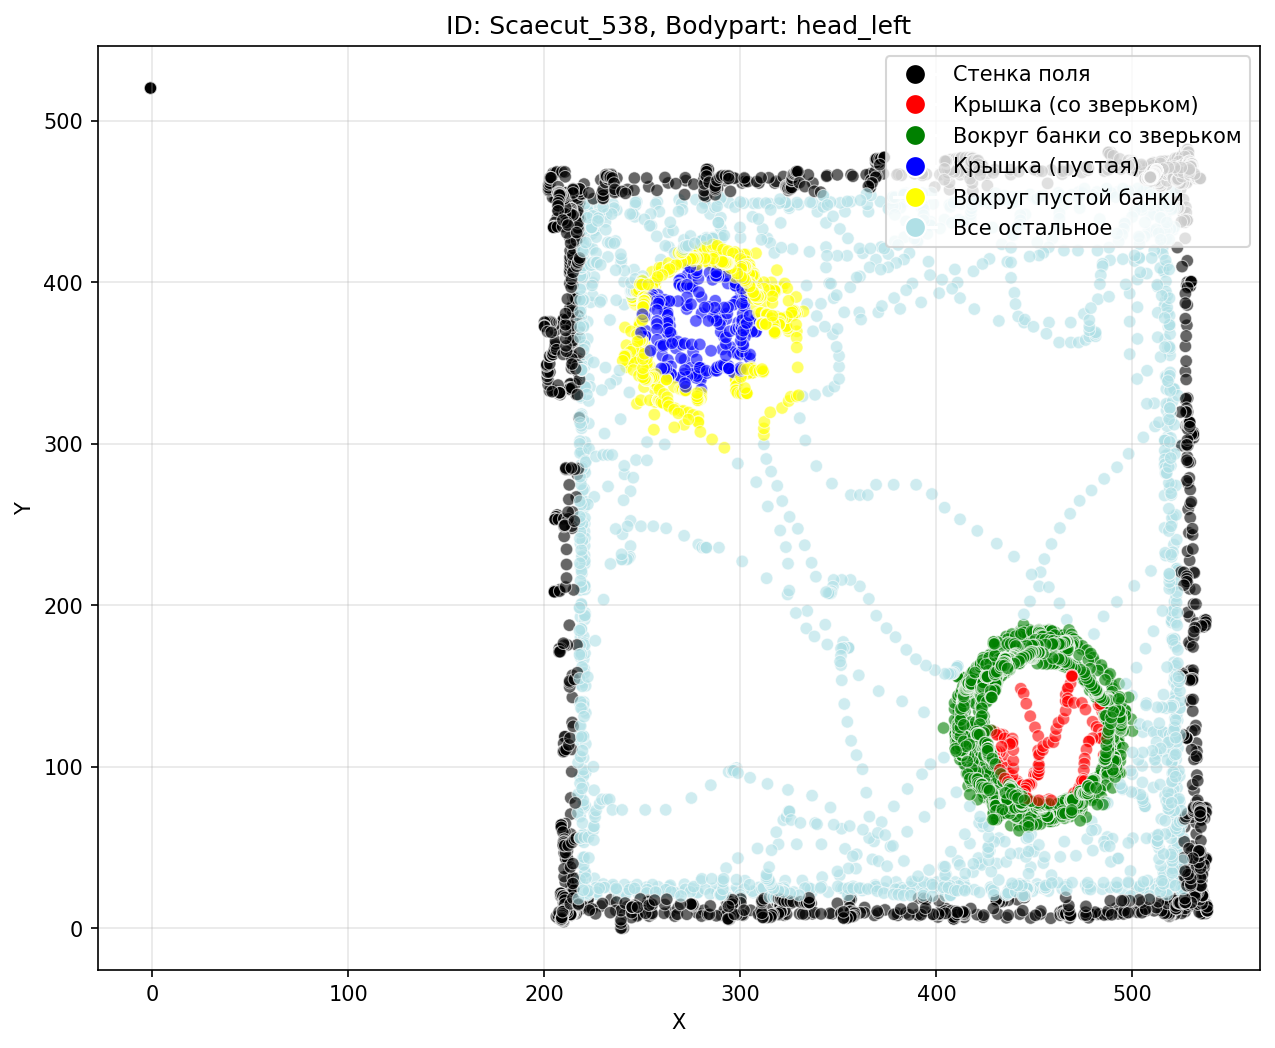 ID: Scaecut_538, Bodypart: head_left
Стенка поля
Крышка (со зверьком)
Вокруг банки со зверьком
Крышка (пустая)
Вокруг пустой банки
Все остальное
Y
500
400
300
200
100
0
0
100
200
300
400
500
X